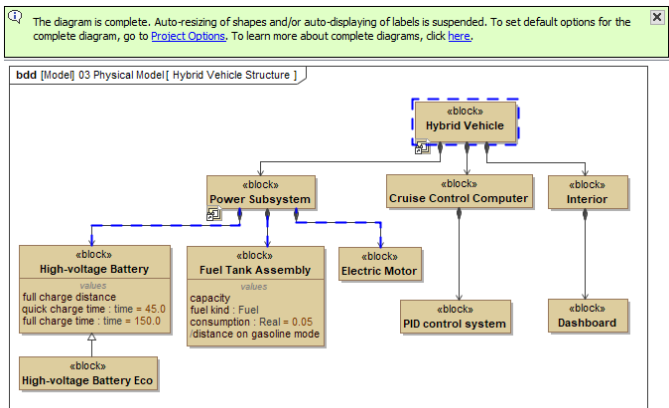 The diagram is complete. Auto-resizing of shapes and/or auto-displaying of labels is suspended. To set default options for the
complete diagram, go to Project Options. To learn more about complete diagrams, click here.
bdd [Model] 03 Physical Model [ Hybrid Vehicle Structure ]
«block»
Hybrid Vehicle
«block»
Power Subsystem
«block»
Cruise Control Computer
«block»
Interior
«block»
High-voltage Battery
values
full charge distance
quick charge time : time = 45.0
full charge time : time = 150.0
«block»
Fuel Tank Assembly
values
capacity
fuel kind : Fuel
consumption : Real = 0.05
/distance on gasoline mode
«block»
Electric Motor
«block»
PID control system
«block»
Dashboard
«block»
High-voltage Battery Eco